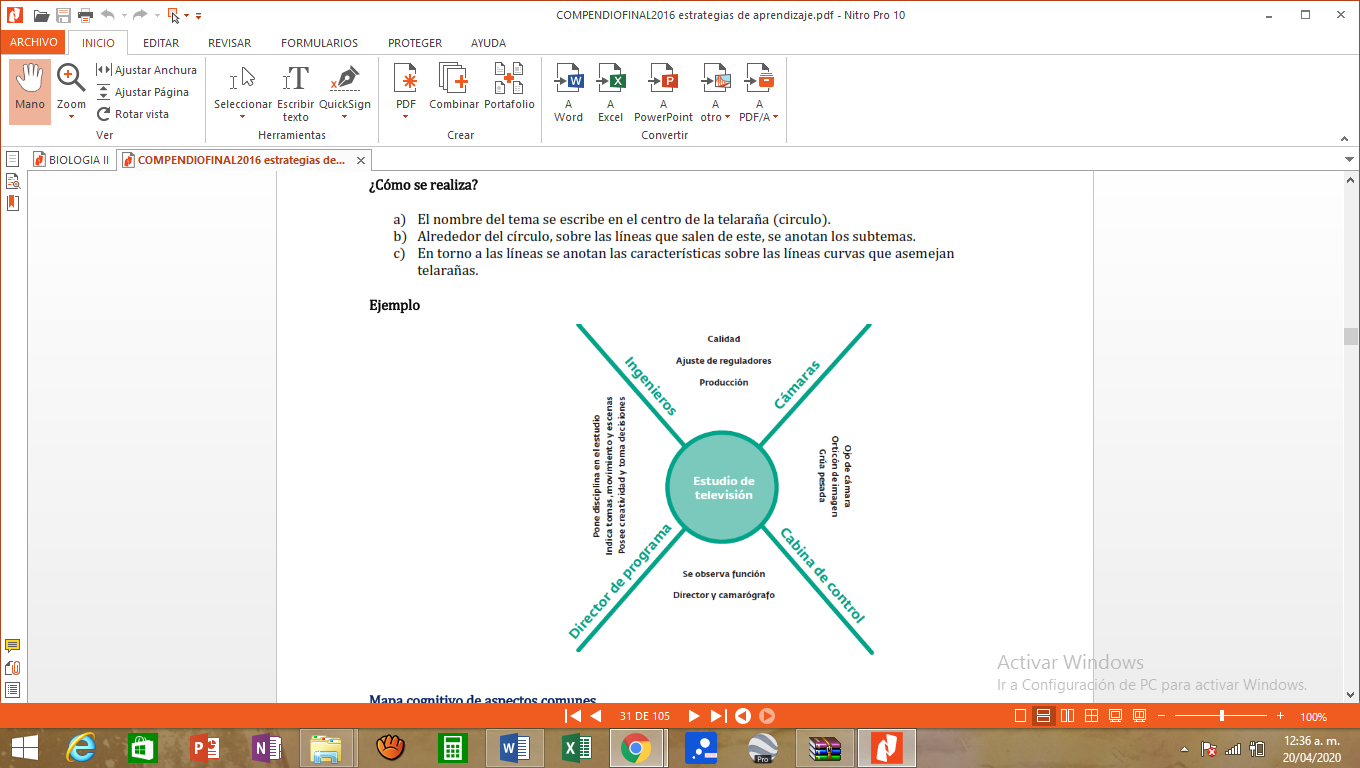 COMPENDIOFINAL2016 estrategias de aprendizaje.pdf - Nitro Pro 10
ARCHIVO
INICIO
EDITAR
REVISAR
FORMULARIOS
PROTEGER
AYUDA
Mano
Zoom
Ajustar Anchura
Ajustar Página
Rotar vista
Ver
Seleccionar
Escribir
texto
QuickSign
Herramientas
PDF
Combinar
Portafolio
Crear
A
Word
A
Excel
A
PowerPoint
A
otro
A
PDF/A
Convertir
BIOLOGIA II
COMPENDIOFINAL2016 estrategias de...
¿Cómo se realiza?
a) El nombre del tema se escribe en el centro de la telaraña (circulo).
b) Alrededor del círculo, sobre las líneas que salen de este, se anotan los subtemas.
c) En torno a las líneas se anotan las características sobre las líneas curvas que asemejan
telarañas.
Ejemplo
Calidad
Ajuste de reguladores
Producción
Ingenieros
Cámaras
Pone disciplina en el estudio
Indica tomas, movimiento y escenas
Posee creatividad y toma decisiones
Estudio de
televisión
Ojo de cámara
Orticón de imagen
Grúa pesada
Director de programa
Cabina de control
Se observa función
Director y camarógrafo
Mapa cognitivo de aspectos comunes
Activar Windows
Ir a Configuración de PC para activar Windows.
31 DE 105
100%
Pro
12:36 a. m.
20/04/2020